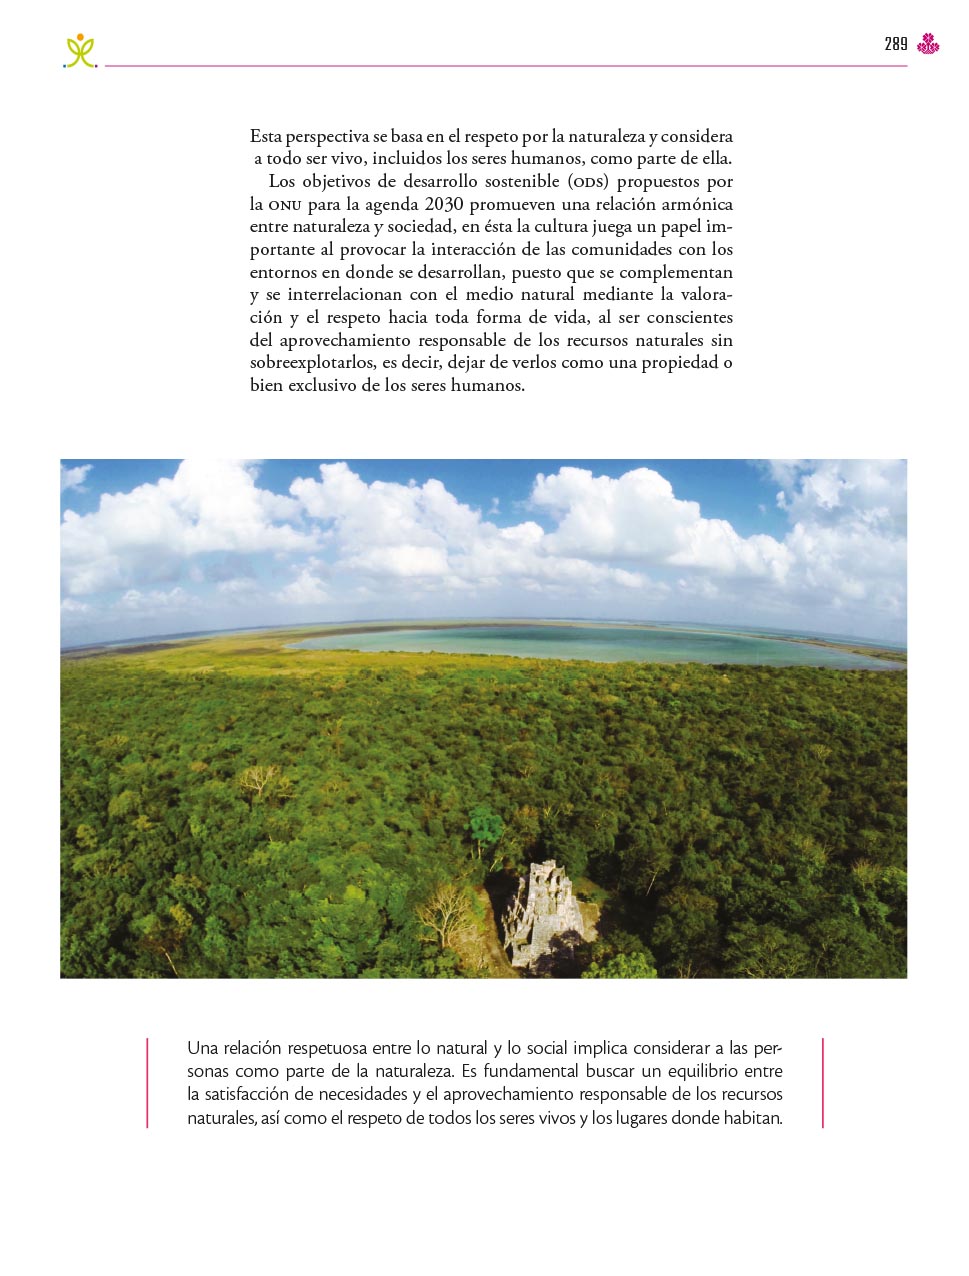 289
Esta perspectiva se basa en el respeto por la naturaleza y considera
a todo ser vivo, incluidos los seres humanos, como parte de ella.
Los objetivos de desarrollo sostenible (ODS) propuestos por
la ONU para la agenda 2030 promueven una relación armónica
entre naturaleza y sociedad, en ésta la cultura juega un papel im-
portante al provocar la interacción de las comunidades con los
entornos en donde se desarrollan, puesto que se complementan
y se interrelacionan con el medio natural mediante la valora-
ción y el respeto hacia toda forma de vida, al ser conscientes
del aprovechamiento responsable de los recursos naturales sin
sobreexplotarlos, es decir, dejar de verlos como una propiedad o
bien exclusivo de los seres humanos.
Una relación respetuosa entre lo natural y lo social implica considerar a las per-
sonas como parte de la naturaleza. Es fundamental buscar un equilibrio entre
la satisfacción de necesidades y el aprovechamiento responsable de los recursos
naturales, así como el respeto de todos los seres vivos y los lugares donde habitan.